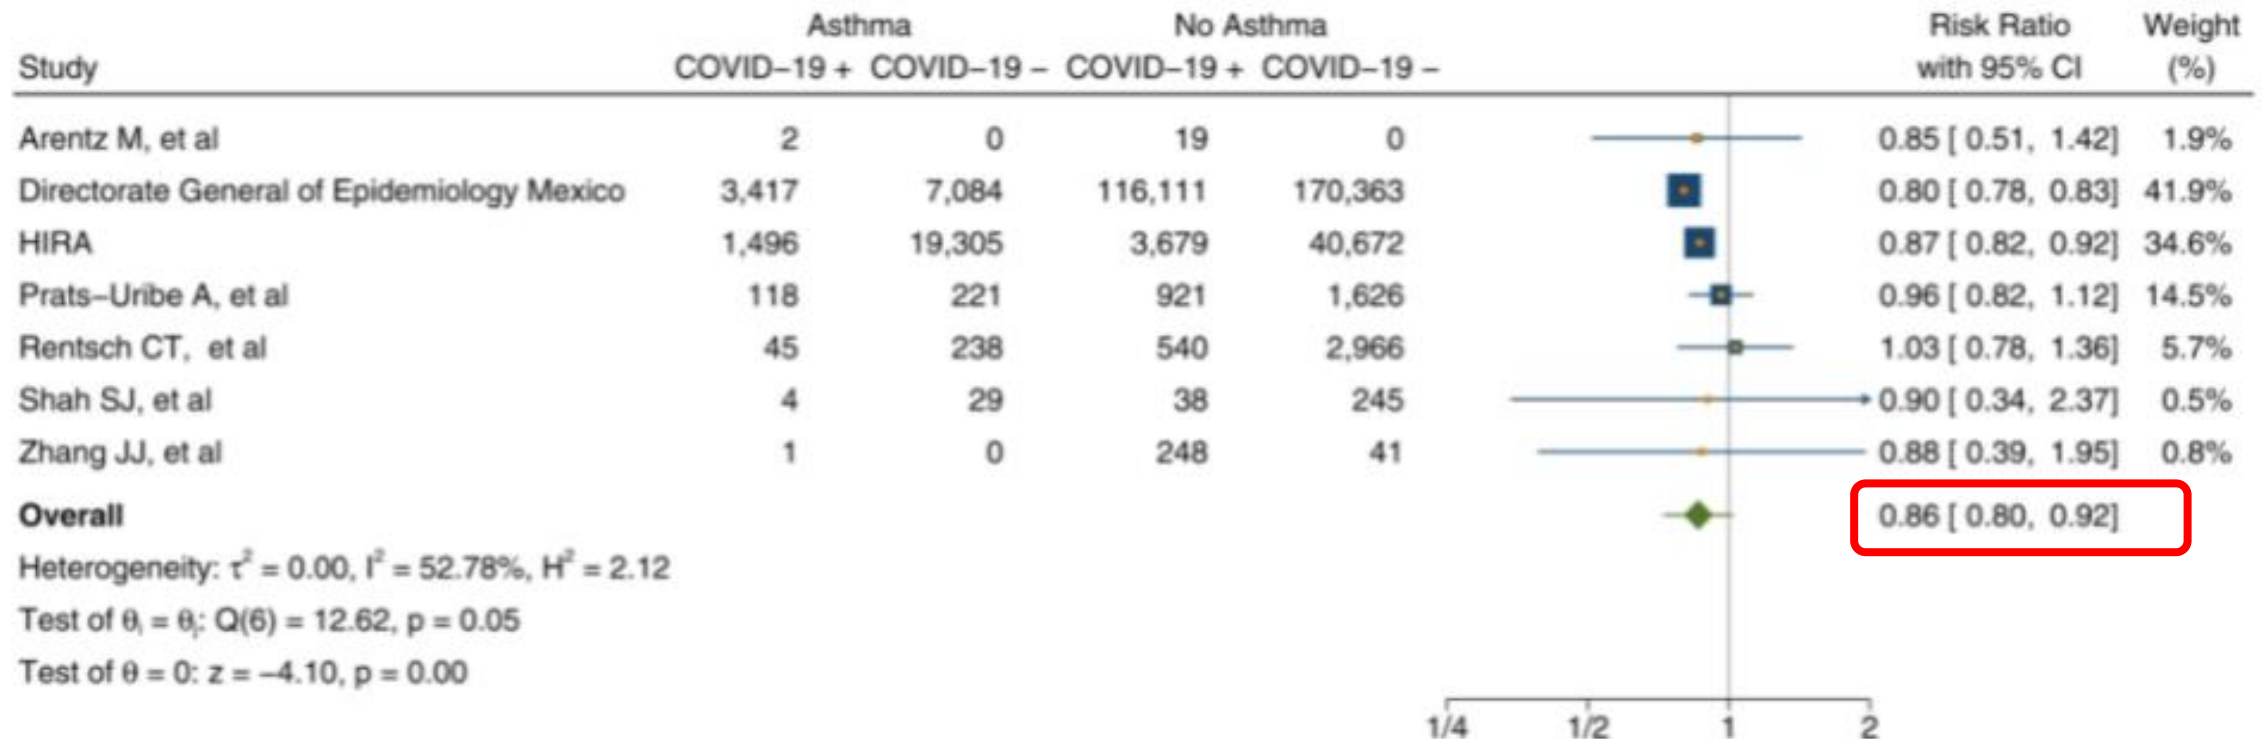 Asthma No Asthma Risk Ratio Weight
Study COVID–19 + COVID–19 – COVID–19 + COVID–19 – with 95% CI (%)
Arentz M, et al 2 0 19 0 0.85 [ 0.51, 1.42] 1.9%
Directorate General of Epidemiology Mexico 3,417 7,084 116,111 170,363 0.80 [ 0.78, 0.83] 41.9%
HIRA 1,496 19,305 3,679 40,672 0.87 [ 0.82, 0.92] 34.6%
Prats–Uribe A, et al 118 221 921 1,626 0.96 [ 0.82, 1.12] 14.5%
Rentsch CT, et al 45 238 540 2,966 1.03 [ 0.78, 1.36] 5.7%
Shah SJ, et al 4 29 38 245 0.90 [ 0.34, 2.37] 0.5%
Zhang JJ, et al 1 0 248 41 0.88 [ 0.39, 1.95] 0.8%
Overall 0.86 [ 0.80, 0.92]
Heterogeneity: τ² = 0.00, I² = 52.78%, H² = 2.12
Test of θᵢ = θⱼ: Q(6) = 12.62, p = 0.05
Test of θ = 0: z = –4.10, p = 0.00
1/4 1/2 1 2